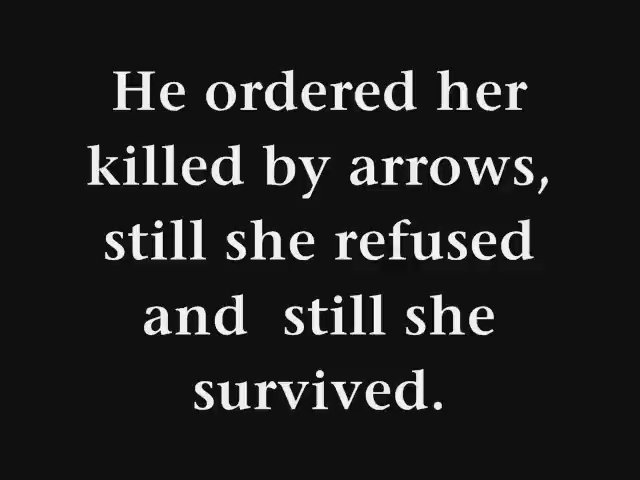 He ordered her
killed by arrows,
still she refused
and  still she
survived.